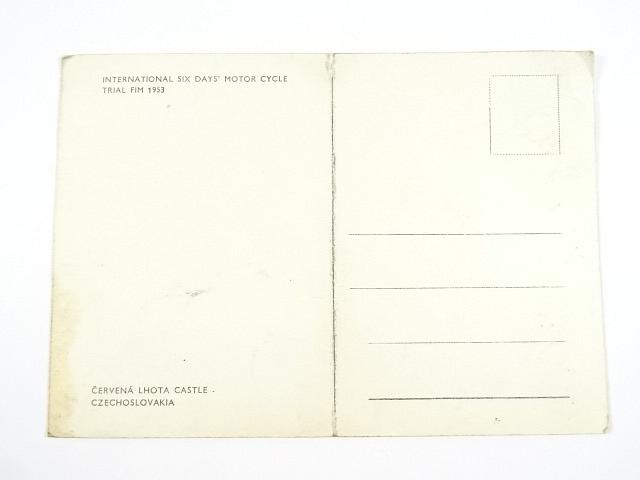 INTERNATIONAL SIX DAYS' MOTOR CYCLE
TRIAL FIM 1953
ČERVENÁ LHOTA CASTLE -
CZECHOSLOVAKIA